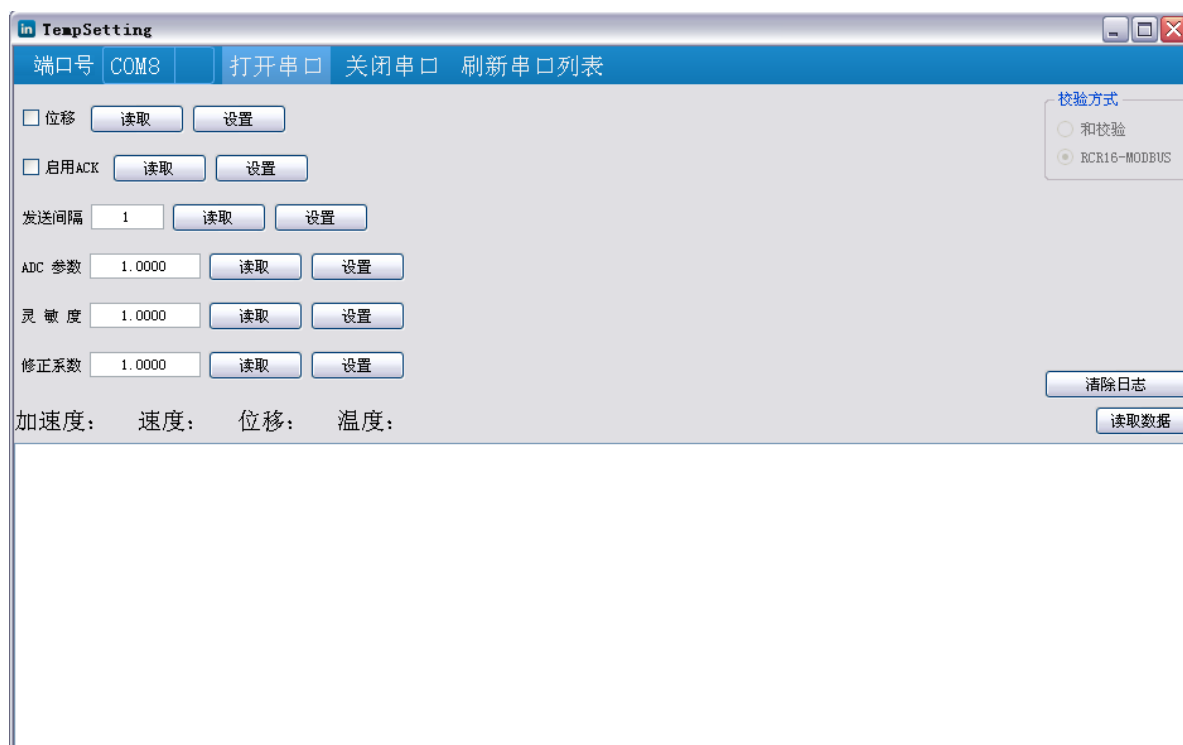 in TempSetting
端口号 COM8 打开串口 关闭串口 刷新串口列表
位移 读取 设置
校验方式
和校验
启用ACK 读取 设置
RCR16-MODBUS
发送间隔 1 读取 设置
ADC 参数 1.0000 读取 设置
灵 敏 度 1.0000 读取 设置
修正系数 1.0000 读取 设置
清除日志
加速度: 速度: 位移: 温度: 读取数据